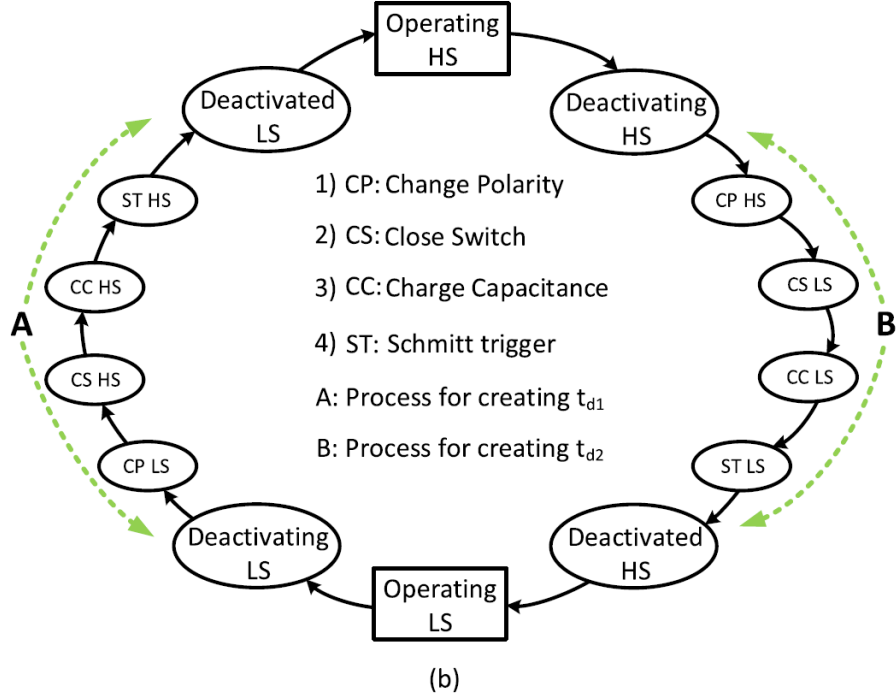 Operating
HS
Deactivated
LS
Deactivating
HS
ST HS
CP HS
1) CP: Change Polarity
2) CS: Close Switch
CC HS
CS LS
3) CC: Charge Capacitance
A
B
4) ST: Schmitt trigger
CS HS
CC LS
A: Process for creating td1
B: Process for creating td2
CP LS
ST LS
Deactivating
LS
Deactivated
HS
Operating
LS
(b)